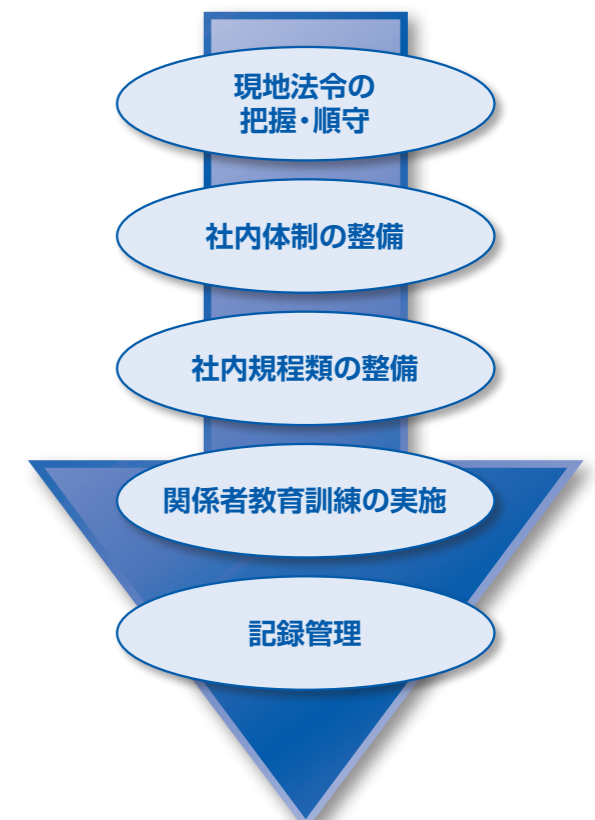 現地法令の
把握・順守
社内体制の整備
社内規程類の整備
関係者教育訓練の実施
記録管理